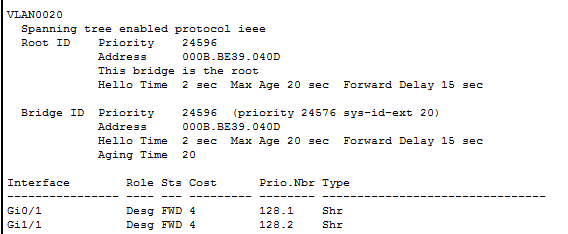 VLAN0020
  Spanning tree enabled protocol ieee
  Root ID    Priority    24596
             Address     000B.BE39.040D
             This bridge is the root
             Hello Time  2 sec  Max Age 20 sec  Forward Delay 15 sec

  Bridge ID  Priority    24596  (priority 24576 sys-id-ext 20)
             Address     000B.BE39.040D
             Hello Time  2 sec  Max Age 20 sec  Forward Delay 15 sec
             Aging Time  20

Interface        Role Sts Cost      Prio.Nbr Type
---------------- ---- --- --------- -------- --------------------------------
Gi0/1            Desg FWD 4         128.1    Shr
Gi1/1            Desg FWD 4         128.2    Shr